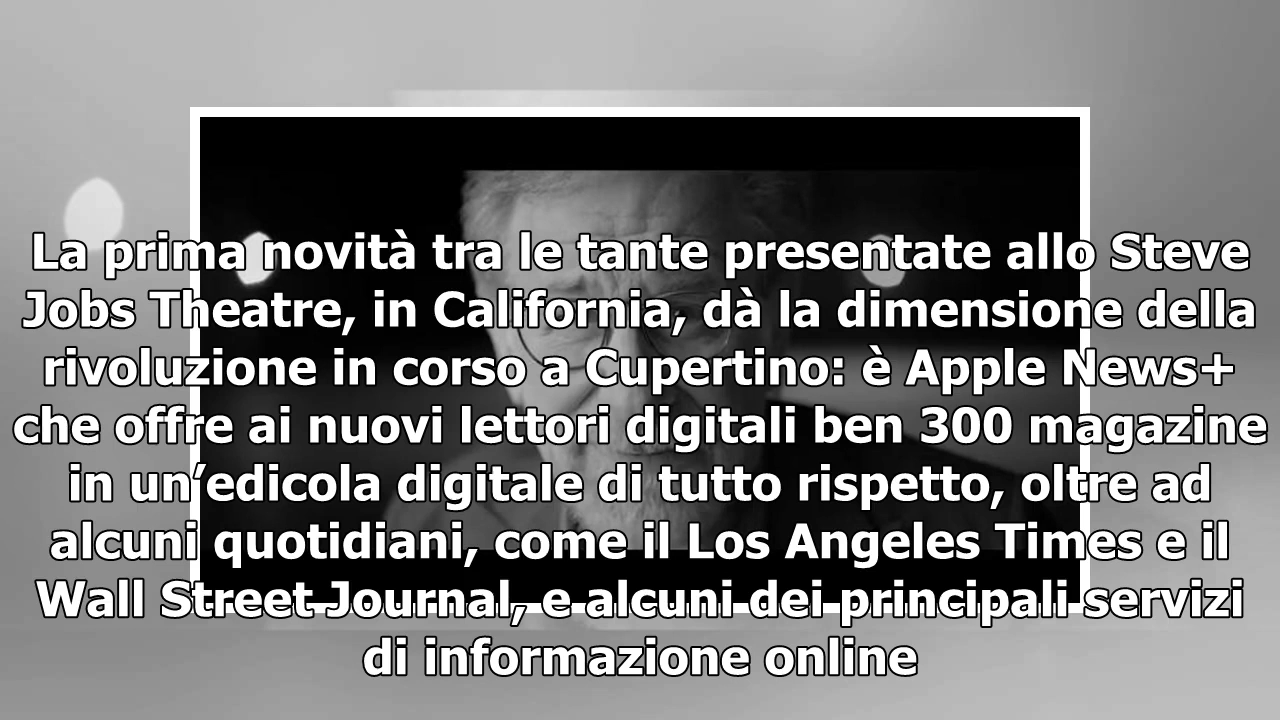 La prima novità tra le tante presentate allo Steve
Jobs Theatre, in California, dà la dimensione della
rivoluzione in corso a Cupertino: è Apple News+
che offre ai nuovi lettori digitali ben 300 magazine
in un’edicola digitale di tutto rispetto, oltre ad
alcuni quotidiani, come il Los Angeles Times e il
Wall Street Journal, e alcuni dei principali servizi
di informazione online